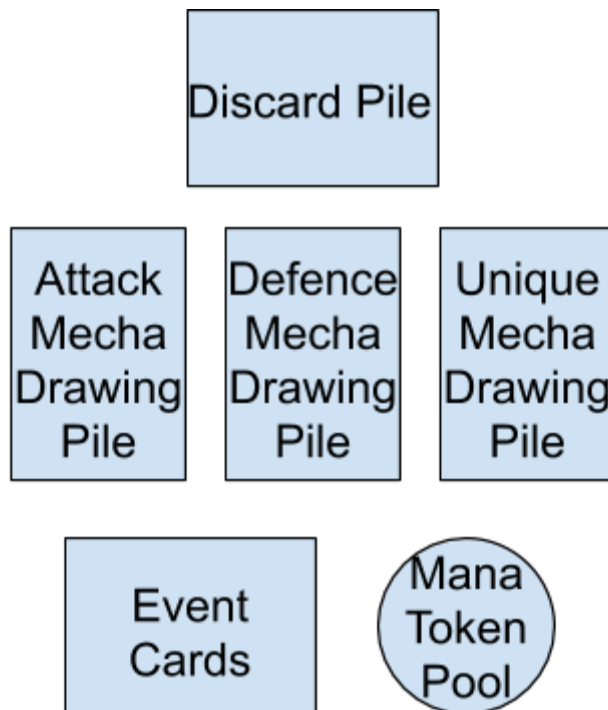 Discard Pile
Attack
Mecha
Drawing
Pile
Defence
Mecha
Drawing
Pile
Unique
Mecha
Drawing
Pile
Event
Cards
Mana
Token
Pool